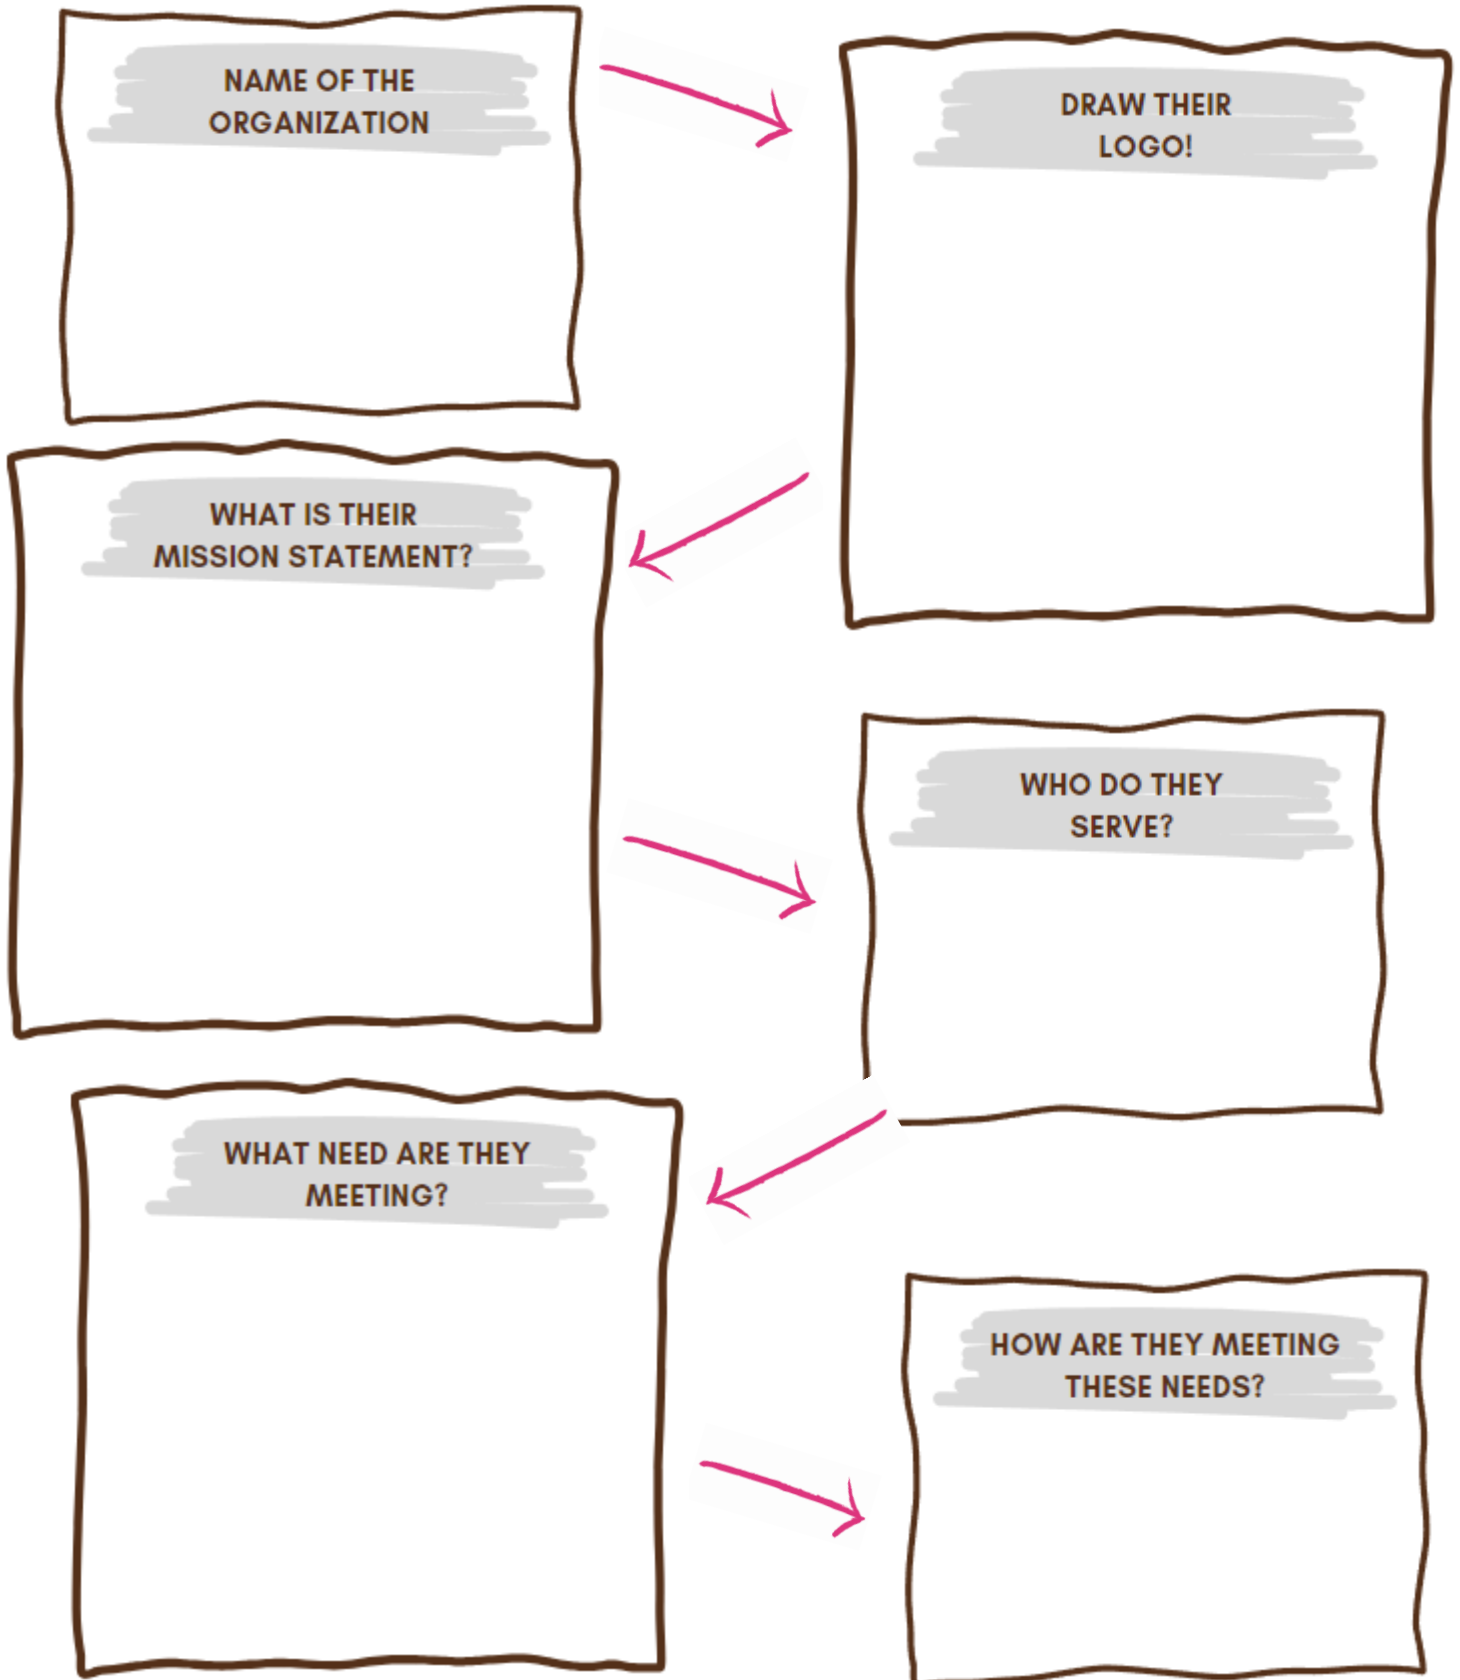 NAME OF THE
ORGANIZATION
DRAW THEIR
LOGO!
WHAT IS THEIR
MISSION STATEMENT?
WHO DO THEY
SERVE?
WHAT NEED ARE THEY
MEETING?
HOW ARE THEY MEETING
THESE NEEDS?